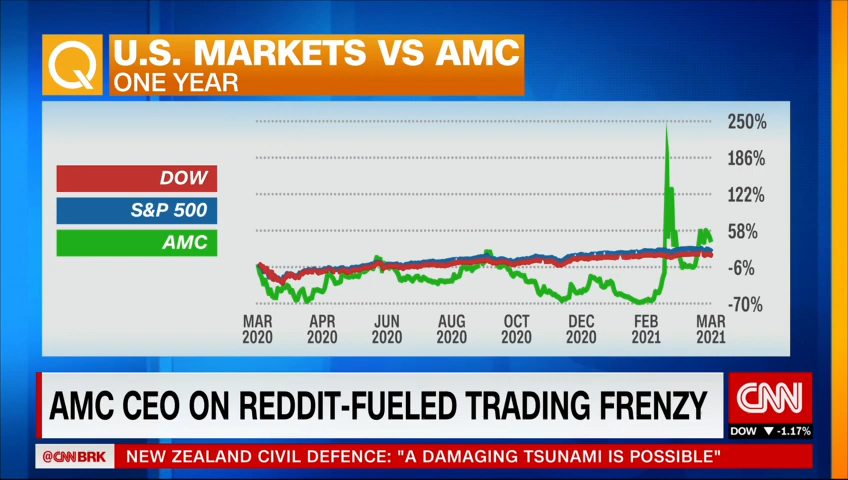 Q
U.S. MARKETS VS AMC
ONE YEAR
DOW
S&P 500
AMC
250%
186%
122%
58%
-6%
-70%
MAR 2020
APR 2020
JUN 2020
AUG 2020
OCT 2020
DEC 2020
FEB 2021
MAR 2021
AMC CEO ON REDDIT-FUELED TRADING FRENZY
CNN
DOW ▼ -1.17%
@CNNBRK
NEW ZEALAND CIVIL DEFENCE: "A DAMAGING TSUNAMI IS POSSIBLE"